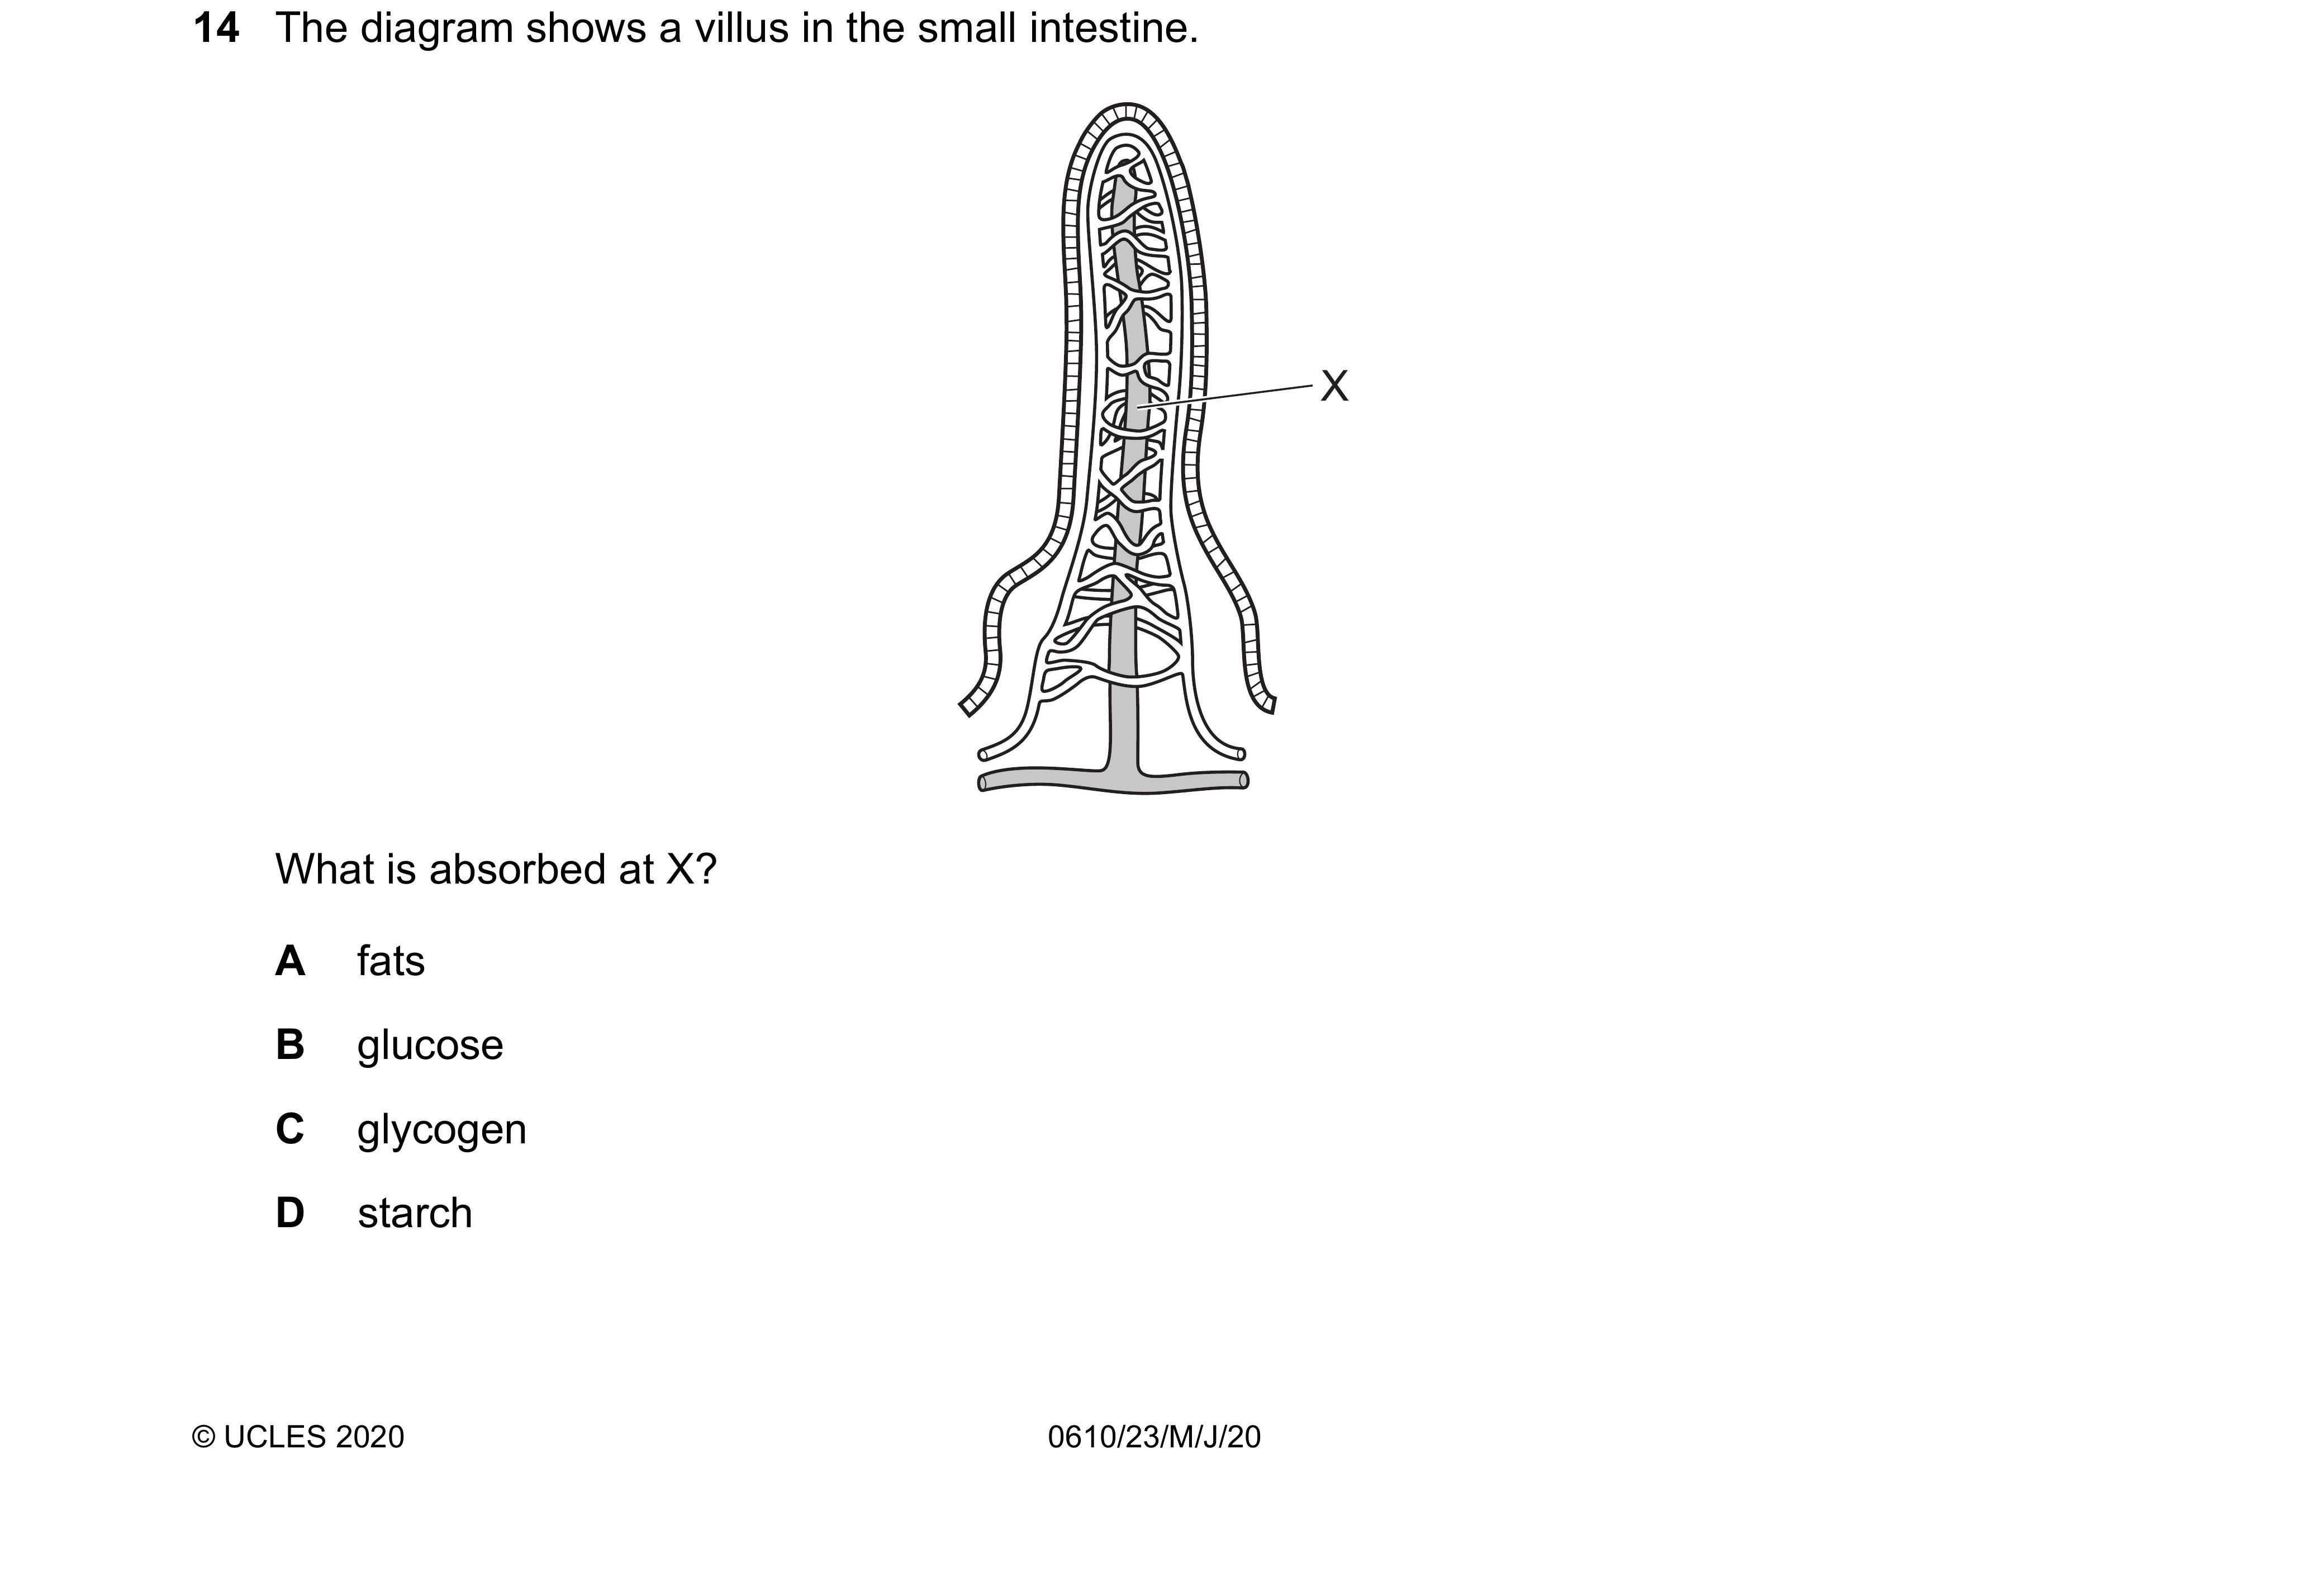 14 The diagram shows a villus in the small intestine.
X
What is absorbed at X?
A fats
B glucose
C glycogen
D starch
© UCLES 2020 0610/23/M/J/20